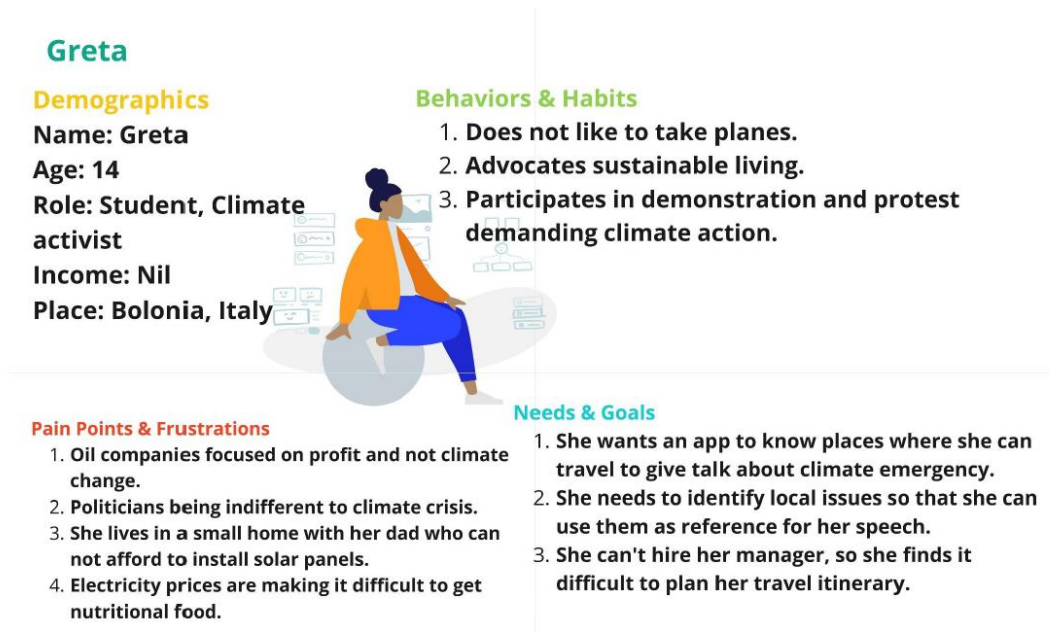 Greta
Demographics
Name: Greta
Age: 14
Role: Student, Climate
activist
Income: Nil
Place: Bolonia, Italy
Behaviors & Habits
1. Does not like to take planes.
2. Advocates sustainable living.
3. Participates in demonstration and protest
demanding climate action.
Pain Points & Frustrations
1. Oil companies focused on profit and not climate
change.
2. Politicians being indifferent to climate crisis.
3. She lives in a small home with her dad who can
not afford to install solar panels.
4. Electricity prices are making it difficult to get
nutritional food.
Needs & Goals
1. She wants an app to know places where she can
travel to give talk about climate emergency.
2. She needs to identify local issues so that she can
use them as reference for her speech.
3. She can't hire her manager, so she finds it
difficult to plan her travel itinerary.